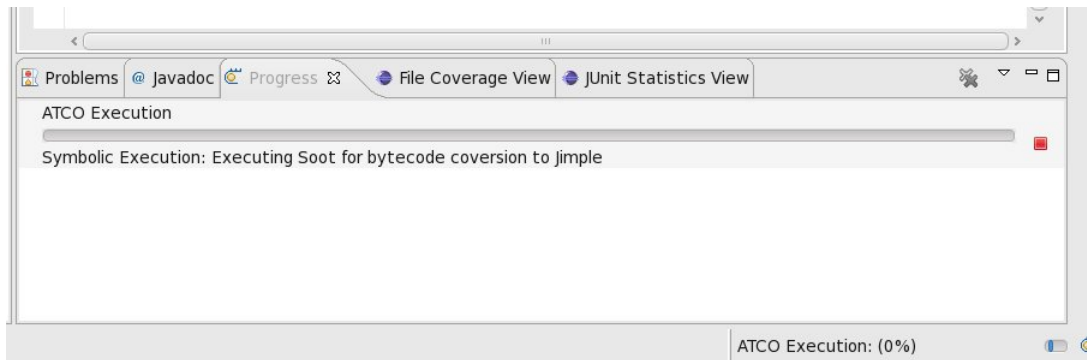 Problems @ Javadoc Progress File Coverage View JUnit Statistics View
ATCO Execution
Symbolic Execution: Executing Soot for bytecode coversion to Jimple
ATCO Execution: (0%)